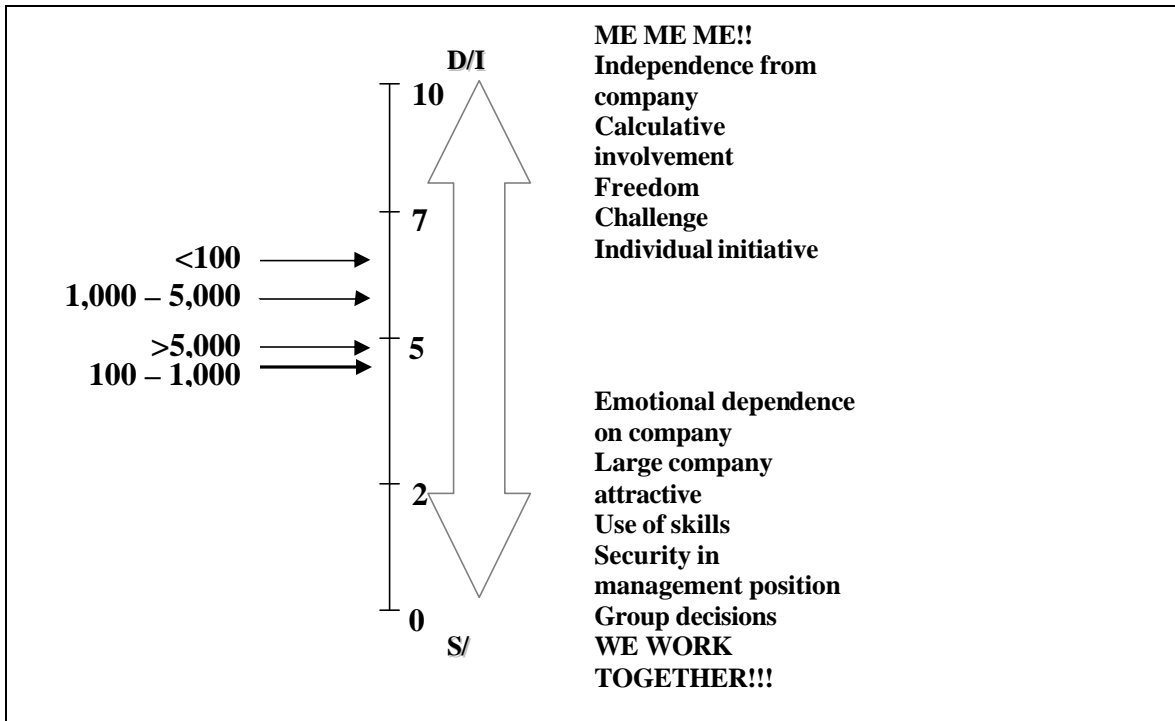 ME ME ME!!
D/I
Independence from
company
10
Calculative
involvement
Freedom
7
Challenge
Individual initiative
<100
1,000 – 5,000
>5,000
5
100 – 1,000
Emotional dependence
on company
Large company
2
attractive
Use of skills
Security in
management position
0
Group decisions
S/
WE WORK
TOGETHER!!!